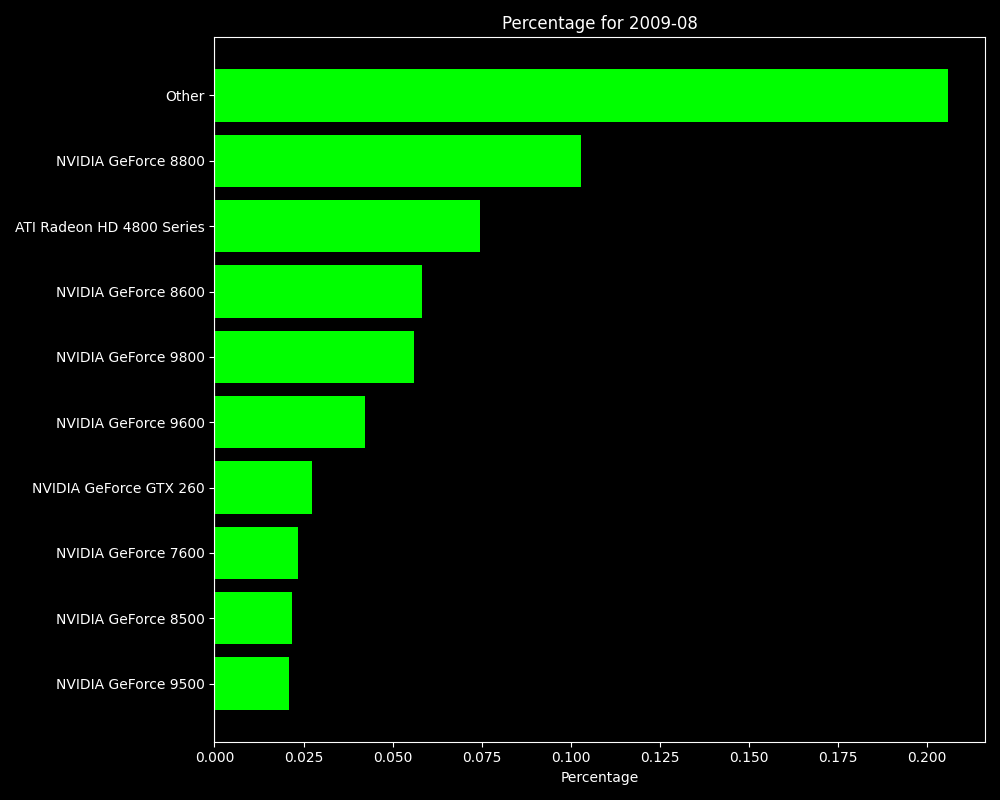 Percentage for 2009-08
Other
NVIDIA GeForce 8800
ATI Radeon HD 4800 Series
NVIDIA GeForce 8600
NVIDIA GeForce 9800
NVIDIA GeForce 9600
NVIDIA GeForce GTX 260
NVIDIA GeForce 7600
NVIDIA GeForce 8500
NVIDIA GeForce 9500
0.000 0.025 0.050 0.075 0.100 0.125 0.150 0.175 0.200
Percentage